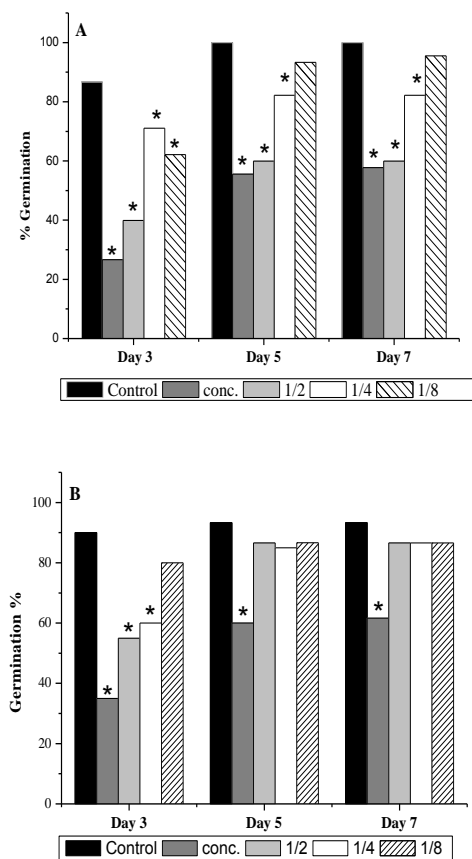 A
100
80
60
40
20
0
% Germination
* * * *
* * *
* * *
Day 3 Day 5 Day 7
Control conc. 1/2 1/4 1/8
B
100
80
60
40
20
0
Germination %
* * *
*
*
Day 3 Day 5 Day 7
Control conc. 1/2 1/4 1/8